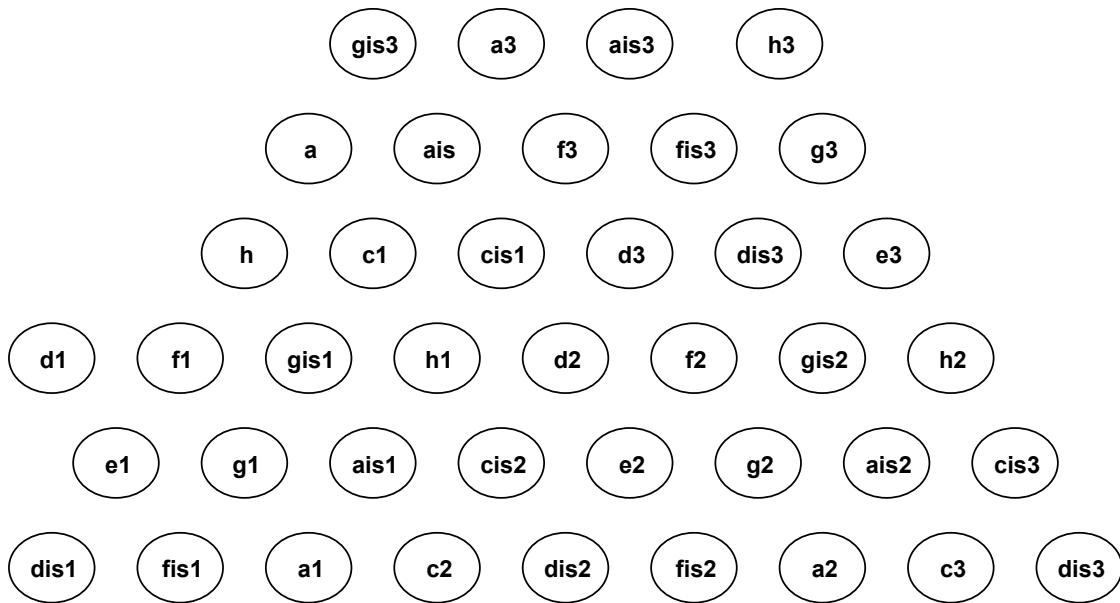 gis3 a3 ais3 h3
a ais f3 fis3 g3
h c1 cis1 d3 dis3 e3
d1 f1 gis1 h1 d2 f2 gis2 h2
e1 g1 ais1 cis2 e2 g2 ais2 cis3
dis1 fis1 a1 c2 dis2 fis2 a2 c3 dis3